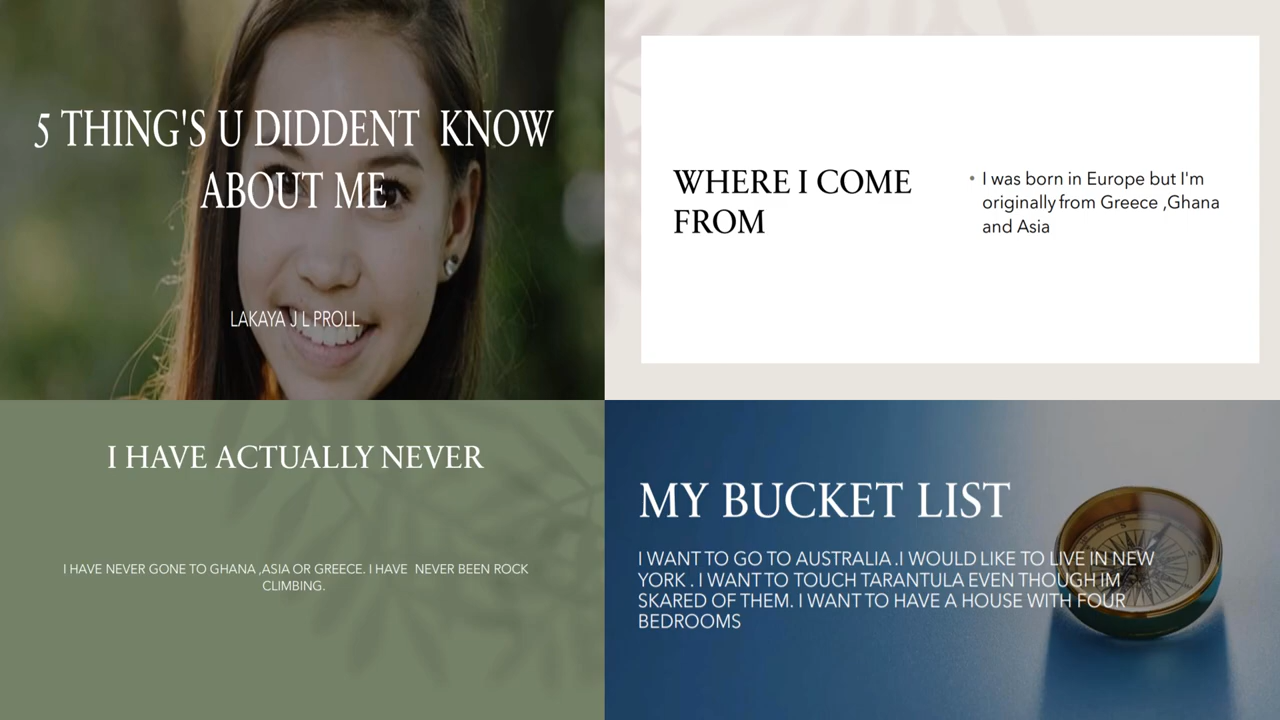 5 THING'S U DIDDENT  KNOW
ABOUT ME
LAKAYA J L PROLL
WHERE I COME
FROM
• I was born in Europe but I'm
originally from Greece ,Ghana
and Asia
I HAVE ACTUALLY NEVER
I HAVE NEVER GONE TO GHANA ,ASIA OR GREECE. I HAVE  NEVER BEEN ROCK
CLIMBING.
MY BUCKET LIST
I WANT TO GO TO AUSTRALIA .I WOULD LIKE TO LIVE IN NEW
YORK . I WANT TO TOUCH TARANTULA EVEN THOUGH IM
SKARED OF THEM. I WANT TO HAVE A HOUSE WITH FOUR
BEDROOMS